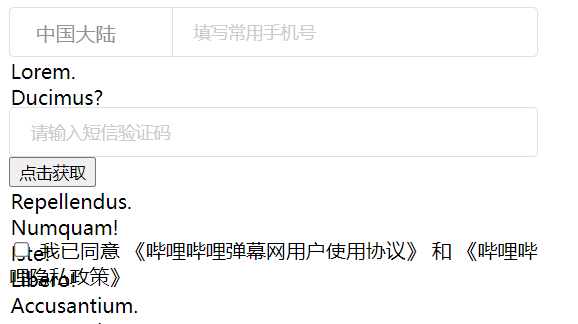 中国大陆 填写常用手机号
Lorem.
Ducimus?
请输入短信验证码
点击获取
Repellendus.
Numquam!
我已同意 《哔哩哔哩弹幕网用户使用协议》 和 《哔哩哔
Iste!
哩隐私政策》
Libero!
Accusantium.